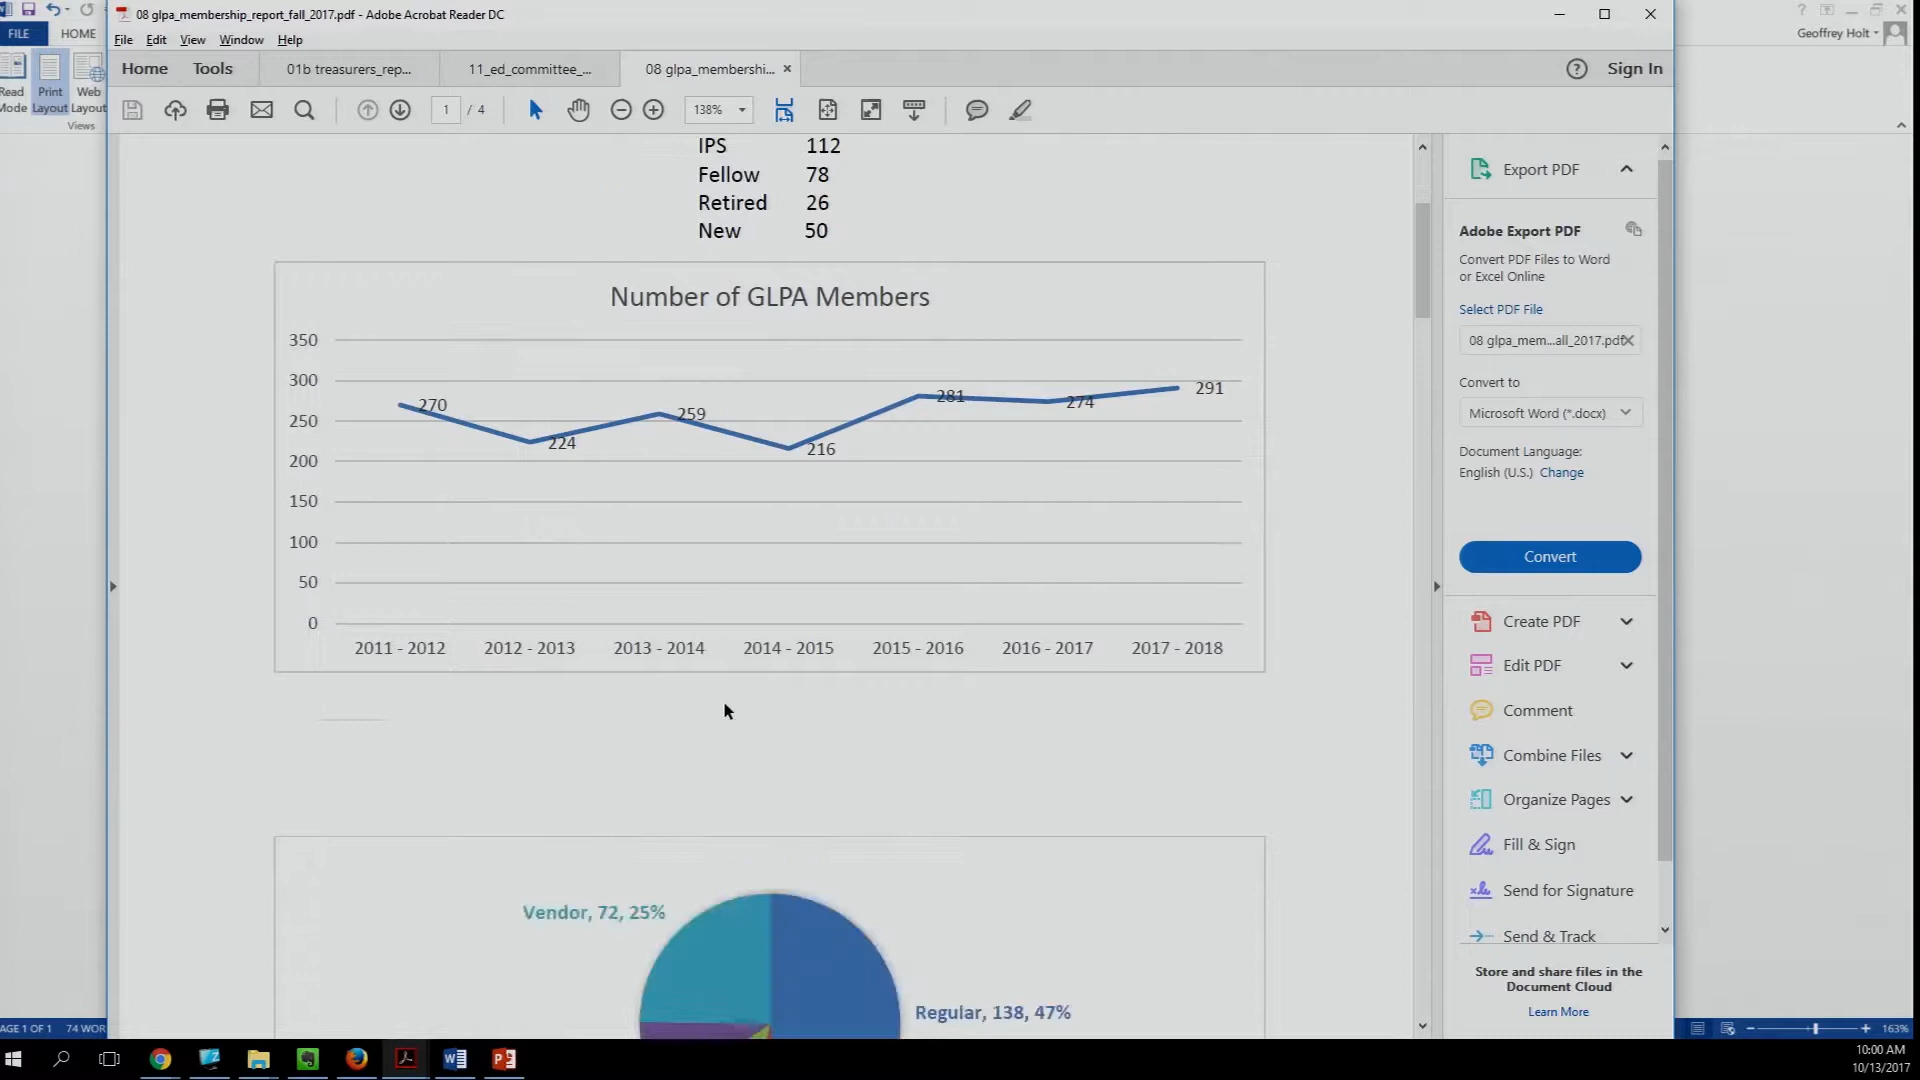 08 glpa_membership_report_fall_2017.pdf - Adobe Acrobat Reader DC
FILE HOME
Geoffrey Holt
File Edit View Window Help
Home Tools 01b treasurers_rep... 11_ed_committee_... 08 glpa_membershi... Sign In
1 / 4 138%
Read Mode
Print Layout
Web Layout
Views
IPS 112
Fellow 78
Retired 26
New 50
Number of GLPA Members
350
300
250
200
150
100
50
0
270
224
259
216
281
274
291
2011 - 2012 2012 - 2013 2013 - 2014 2014 - 2015 2015 - 2016 2016 - 2017 2017 - 2018
Vendor, 72, 25%
Regular, 138, 47%
Export PDF
Adobe Export PDF
Convert PDF Files to Word
or Excel Online
Select PDF File
08 glpa_mem...all_2017.pdf
Convert to
Microsoft Word (*.docx)
Document Language:
English (U.S.) Change
Convert
Create PDF
Edit PDF
Comment
Combine Files
Organize Pages
Fill & Sign
Send for Signature
Send & Track
Store and share files in the
Document Cloud
Learn More
AGE 1 OF 1 74 WOR
163%
10:00 AM
10/13/2017